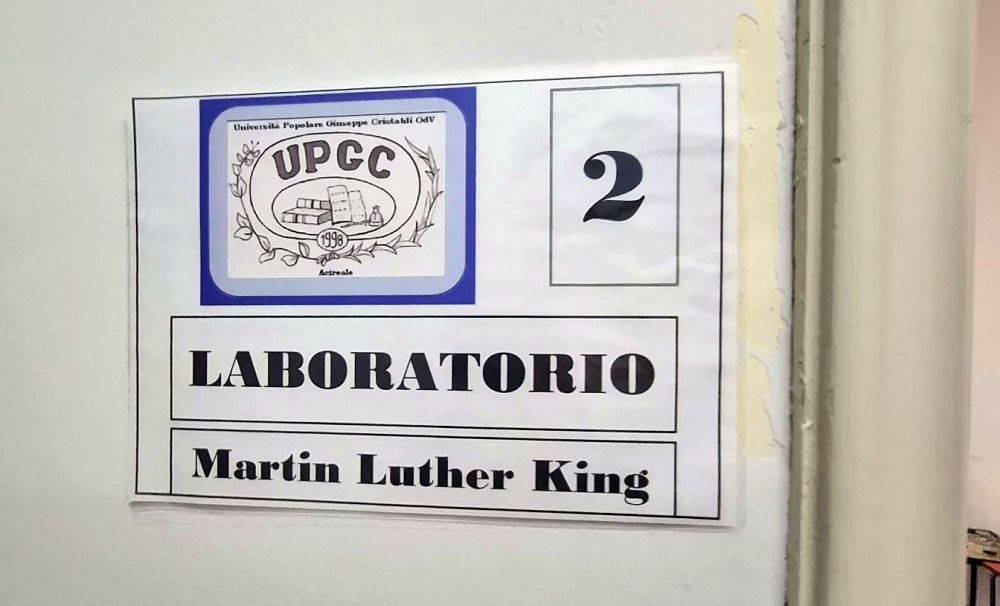 Università Popolare Giuseppe Cristaldi OdV
UPGC
1998
Acireale
2
LABORATORIO
Martin Luther King